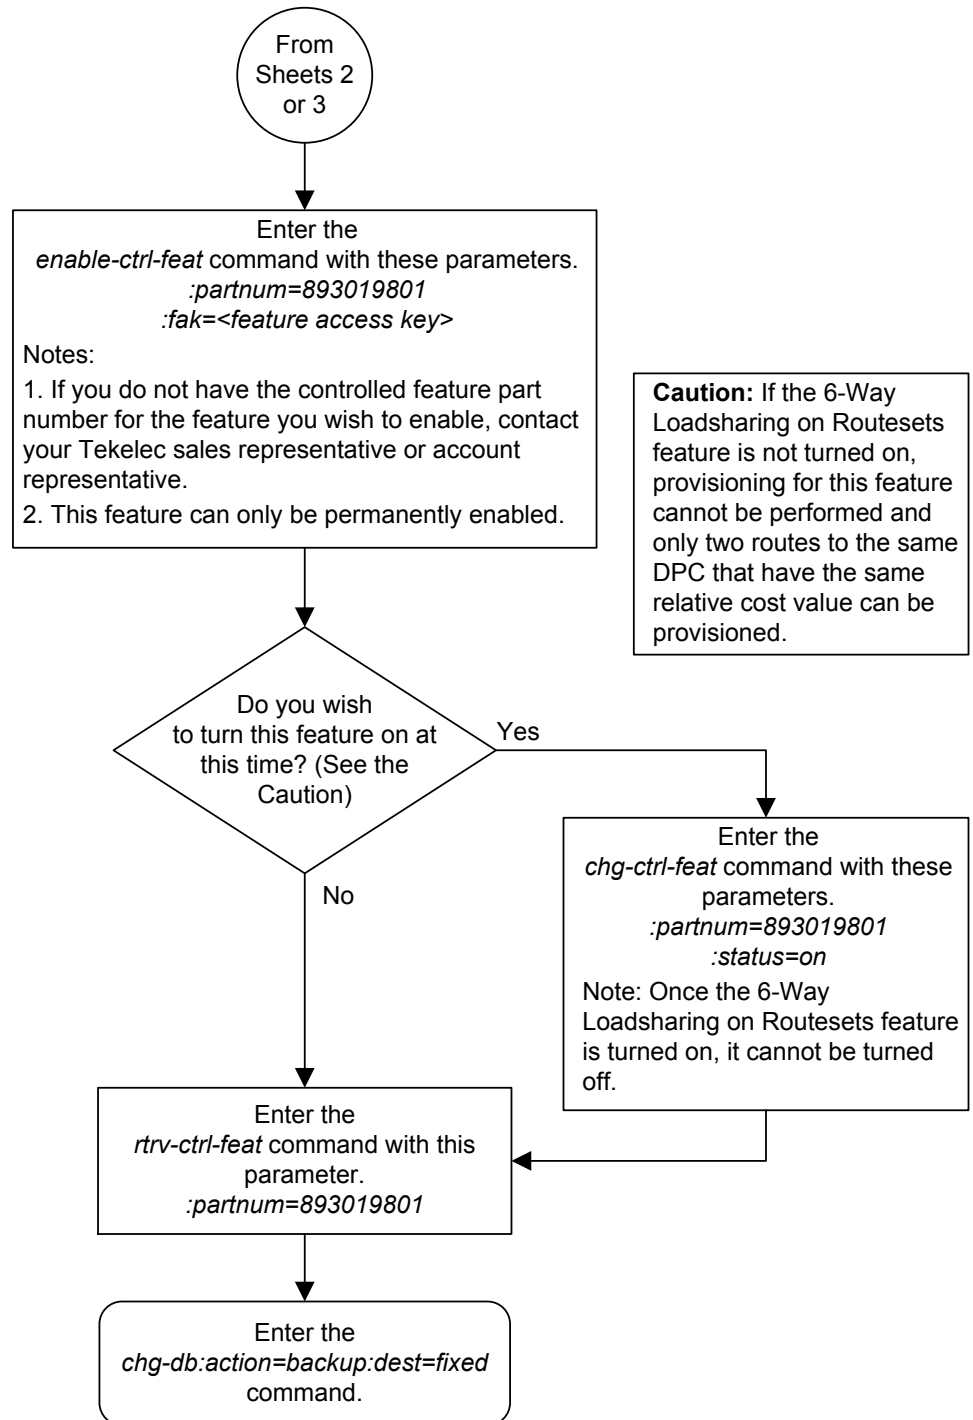 From
Sheets 2
or 3
Enter the
enable-ctrl-feat command with these parameters.
:partnum=893019801
:fak=<feature access key>
Notes:
1. If you do not have the controlled feature part
number for the feature you wish to enable, contact
your Tekelec sales representative or account
representative.
2. This feature can only be permanently enabled.
Caution: If the 6-Way
Loadsharing on Routesets
feature is not turned on,
provisioning for this feature
cannot be performed and
only two routes to the same
DPC that have the same
relative cost value can be
provisioned.
Do you wish
to turn this feature on at
this time? (See the
Caution)
Yes
No
Enter the
chg-ctrl-feat command with these
parameters.
:partnum=893019801
:status=on
Note: Once the 6-Way
Loadsharing on Routesets feature
is turned on, it cannot be turned
off.
Enter the
rtrv-ctrl-feat command with this
parameter.
:partnum=893019801
Enter the
chg-db:action=backup:dest=fixed
command.